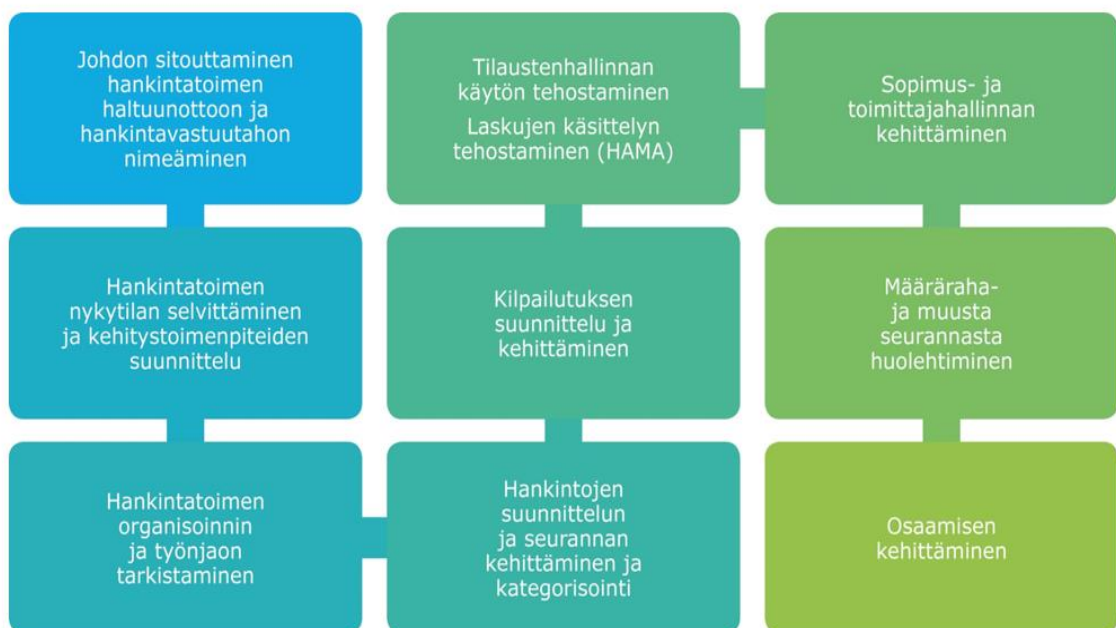 Johdon sitouttaminen
hankintatoimen
haltuunottoon ja
hankintavastuutahon
nimeäminen
Hankintatoimen
nykytilan selvittäminen
ja kehitystoimenpiteiden
suunnittelu
Hankintatoimen
organisoinnin
ja työnjaon
tarkistaminen
Hankintojen
suunnittelun
ja seurannan
kehittäminen ja
kategorisointi
Kilpailutuksen
suunnittelu ja
kehittäminen
Tilaustenhallinnan
käytön tehostaminen
Laskujen käsittelyn
tehostaminen (HAMA)
Sopimus- ja
toimittajahallinnan
kehittäminen
Määräraha-
ja muusta
seurannasta
huolehtiminen
Osaamisen
kehittäminen